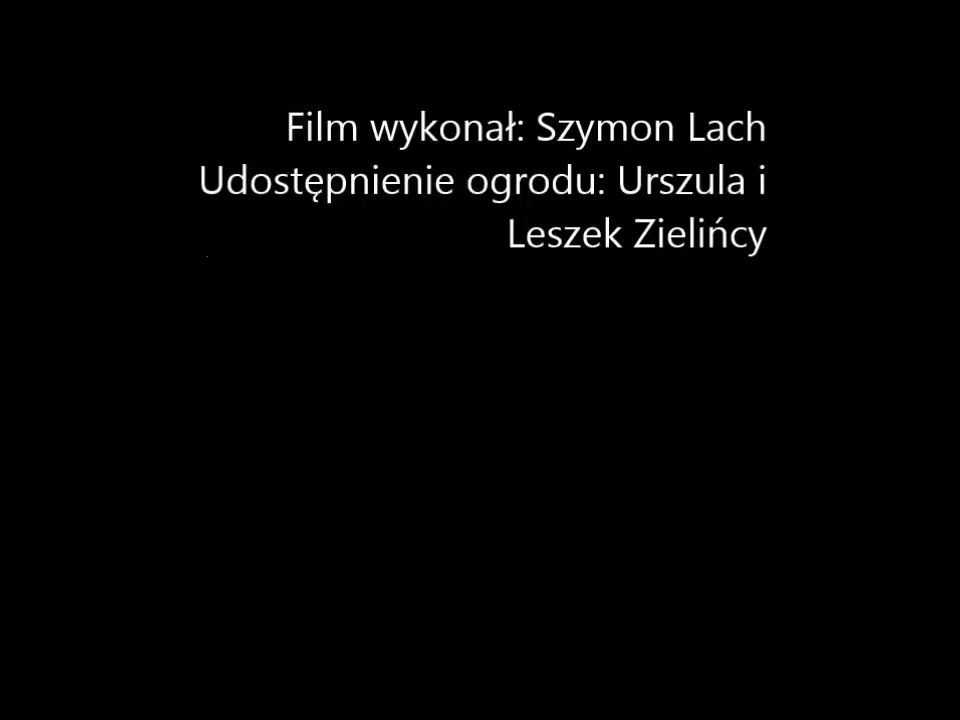 Film wykonał: Szymon Lach
Udostępnienie ogrodu: Urszula i
Leszek Zielińcy